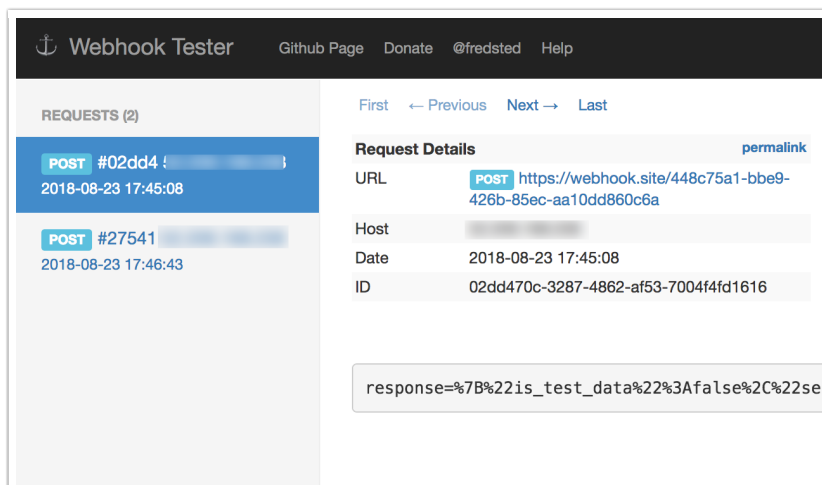 Webhook Tester Github Page Donate @fredsted Help
REQUESTS (2)
POST #02dd4
2018-08-23 17:45:08
POST #27541
2018-08-23 17:46:43
First ← Previous Next → Last
Request Details permalink
URL POST https://webhook.site/448c75a1-bbe9-
426b-85ec-aa10dd860c6a
Host
Date 2018-08-23 17:45:08
ID 02dd470c-3287-4862-af53-7004f4fd1616
response=%7B%22is_test_data%22%3Afalse%2C%22se